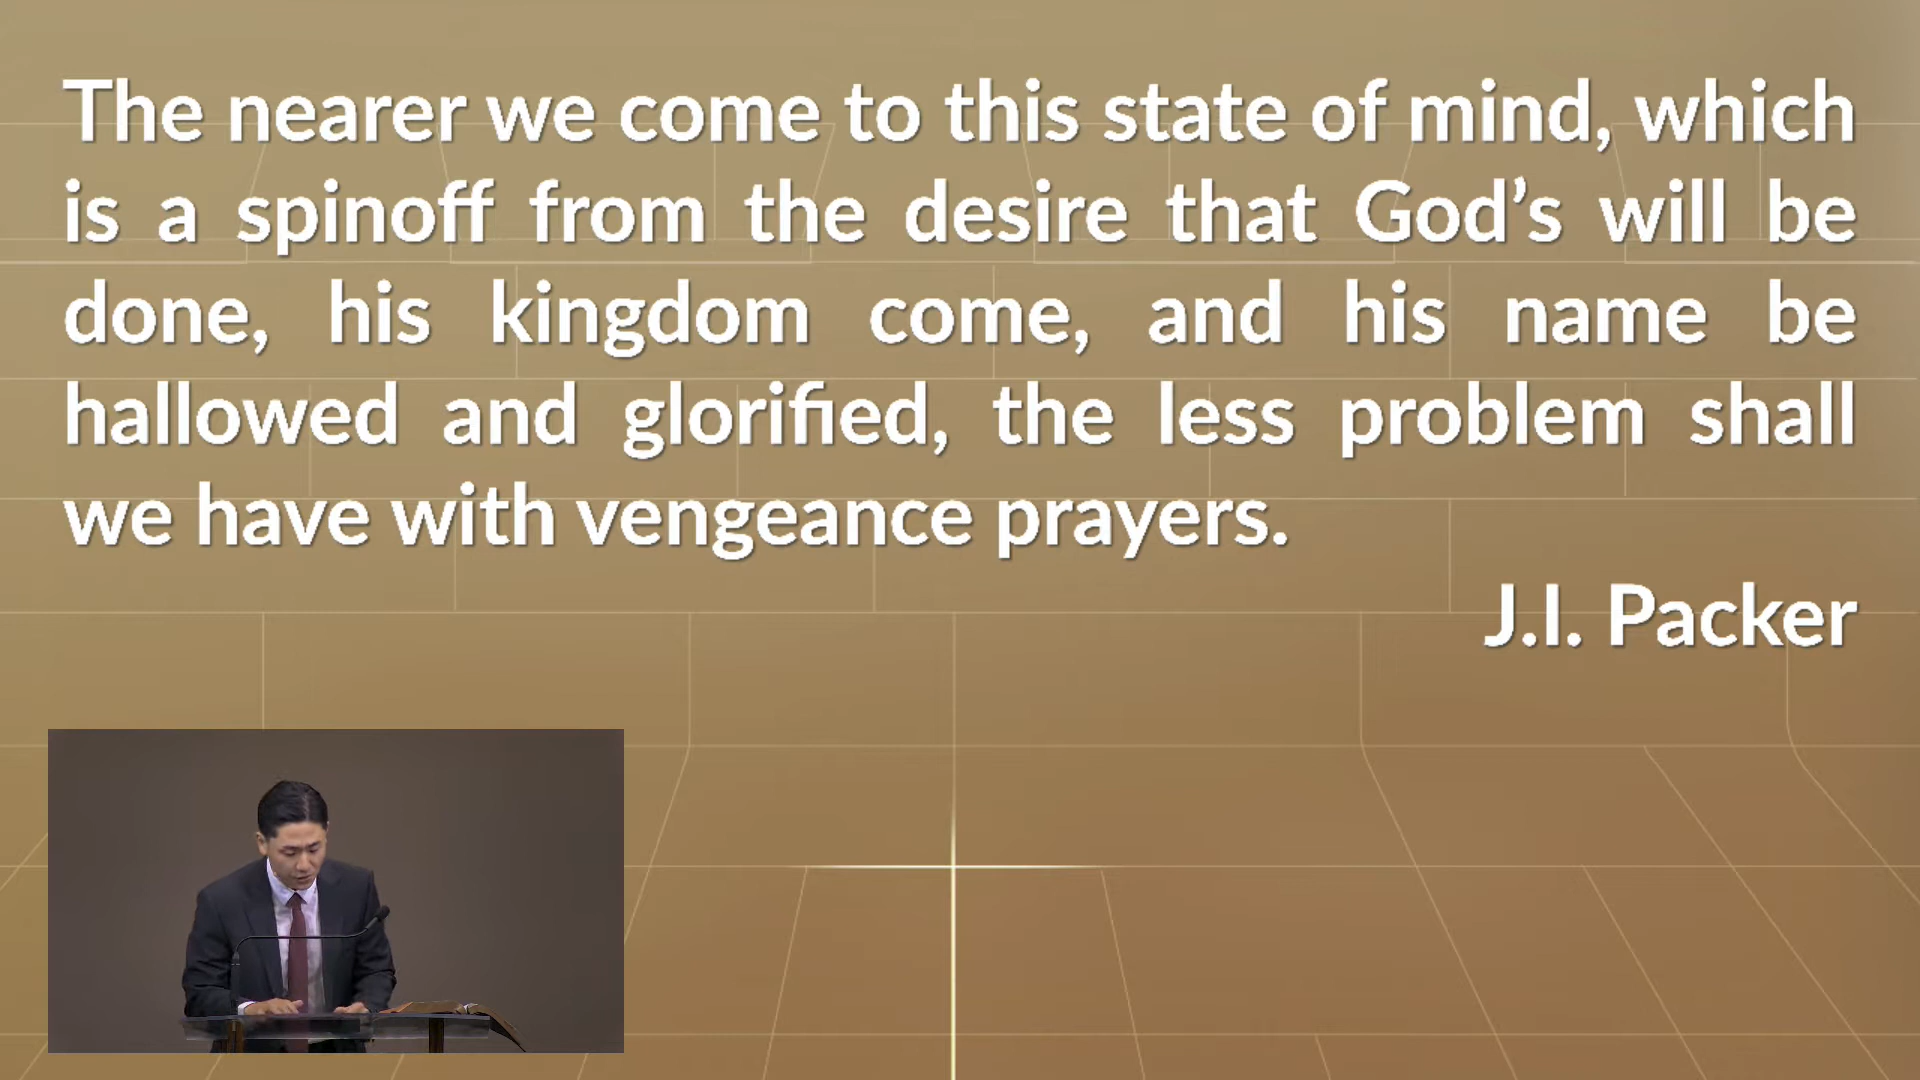 The nearer we come to this state of mind, which
is a spinoff from the desire that God’s will be
done, his kingdom come, and his name be
hallowed and glorified, the less problem shall
we have with vengeance prayers.
J.I. Packer